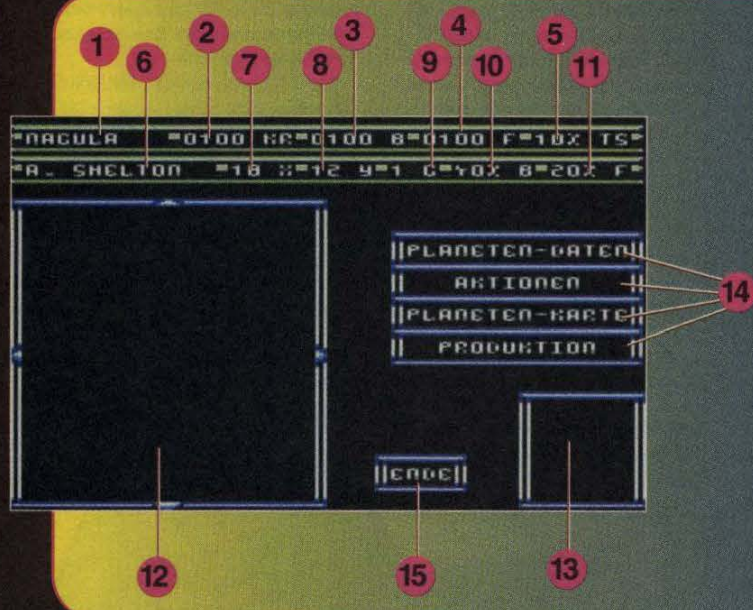 1 2 3 4 5
6 7 8 9 10 11
NAGULA =0100 KR=0100 B=0100 F=10% TS
A. SHELTON =18 X=12 Y=1 G=40% B=20% F
PLANETEN-DATEN
AKTIONEN
PLANETEN-KARTE
PRODUKTION
14
ENDE
12 15 13